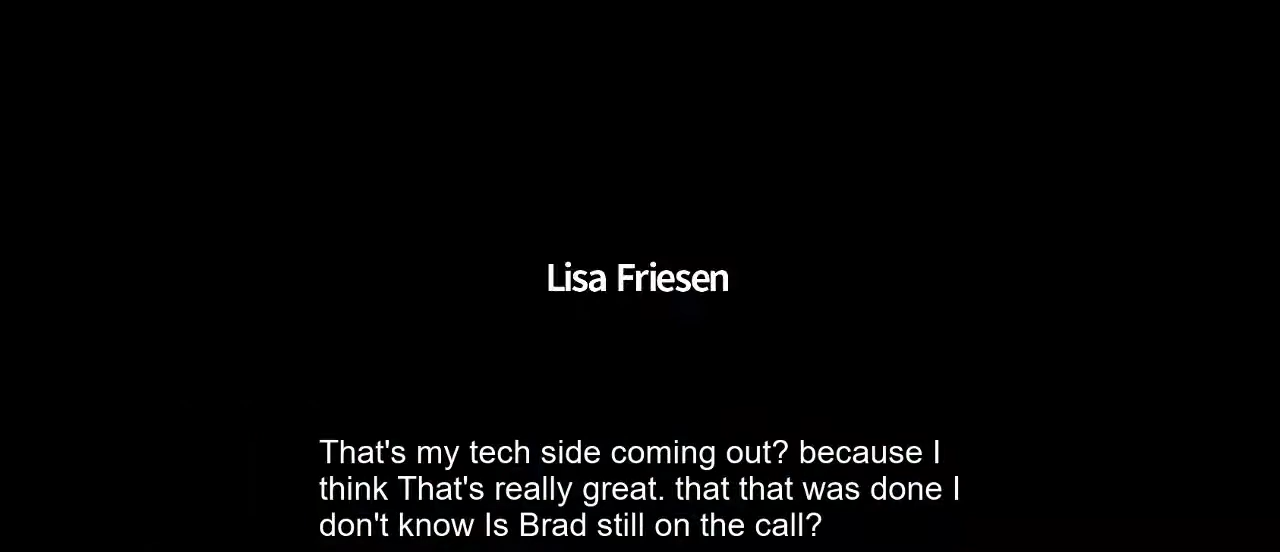 Lisa Friesen
That's my tech side coming out? because I
think That's really great. that that was done I
don't know Is Brad still on the call?